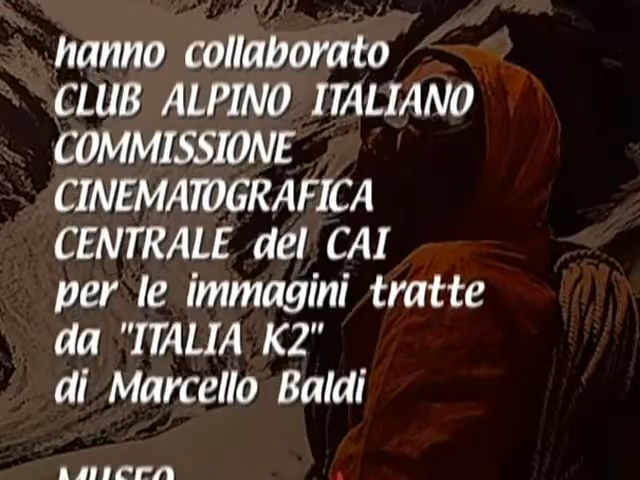 hanno collaborato
CLUB ALPINO ITALIANO
COMMISSIONE
CINEMATOGRAFICA
CENTRALE del CAI
per le immagini tratte
da "ITALIA K2"
di Marcello Baldi
MUSEO